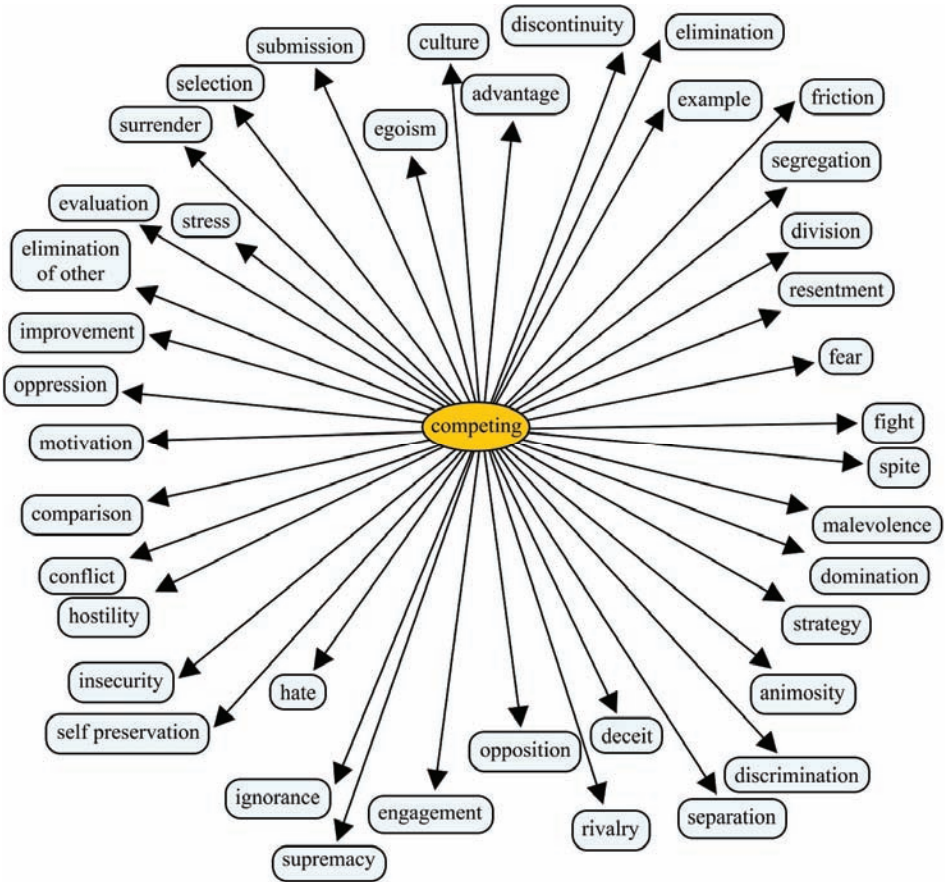 discontinuity
elimination
submission
culture
selection
advantage
example
friction
surrender
egoism
segregation
evaluation
stress
division
elimination
of other
resentment
improvement
fear
oppression
competing
fight
motivation
spite
comparison
malevolence
conflict
domination
hostility
strategy
insecurity
hate
animosity
self preservation
opposition
deceit
discrimination
ignorance
engagement
rivalry
separation
supremacy